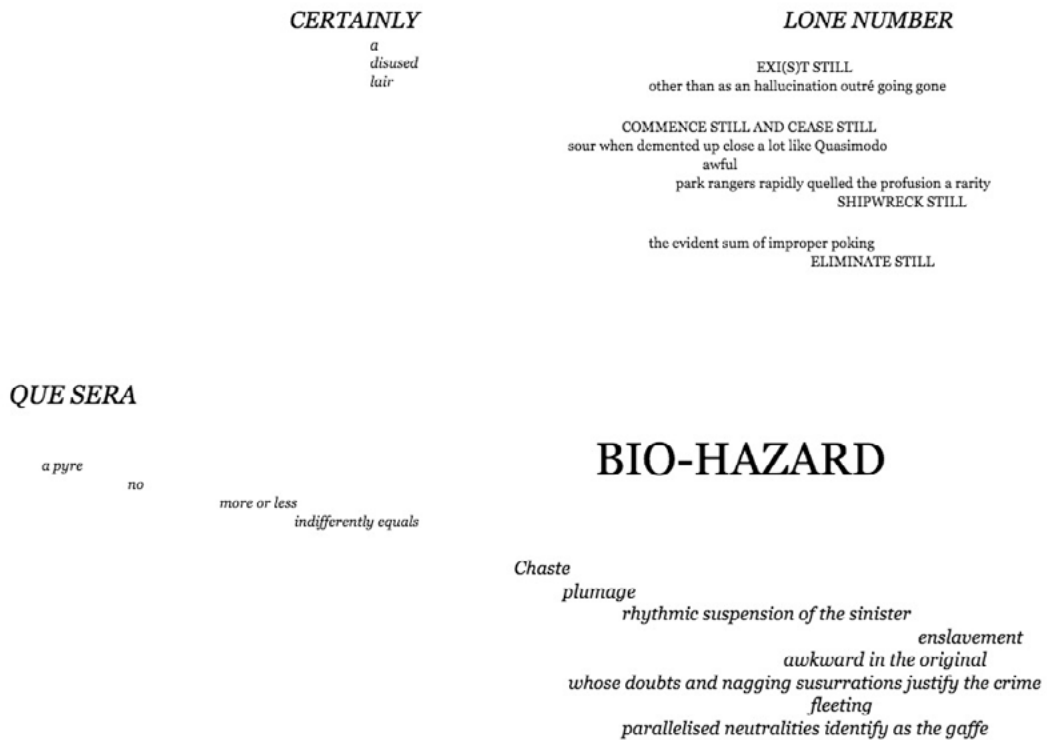 CERTAINLY
a
disused
lair
LONE NUMBER
EXI(S)T STILL
other than as an hallucination outré going gone
COMMENCE STILL AND CEASE STILL
sour when demented up close a lot like Quasimodo
awful
park rangers rapidly quelled the profusion a rarity
SHIPWRECK STILL
the evident sum of improper poking
ELIMINATE STILL
QUE SERA
a pyre
no
more or less
indifferently equals
BIO-HAZARD
Chaste
plumage
rhythmic suspension of the sinister
enslavement
awkward in the original
whose doubts and nagging susurrations justify the crime
fleeting
parallelised neutralities identify as the gaffe